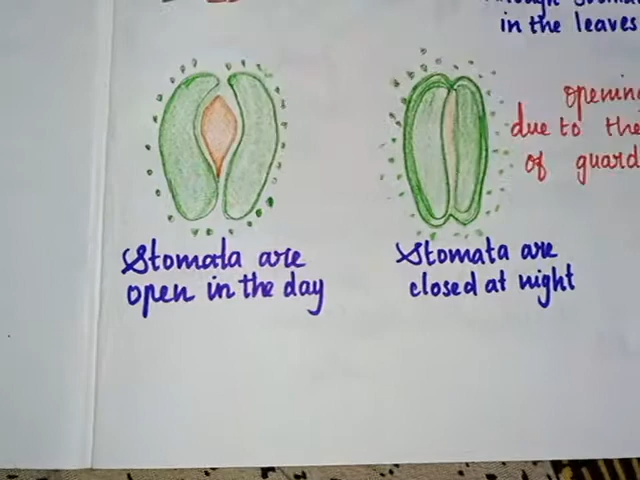 in the leaves
opening
due to the
of guard
Stomata are
open in the day
Stomata are
closed at night